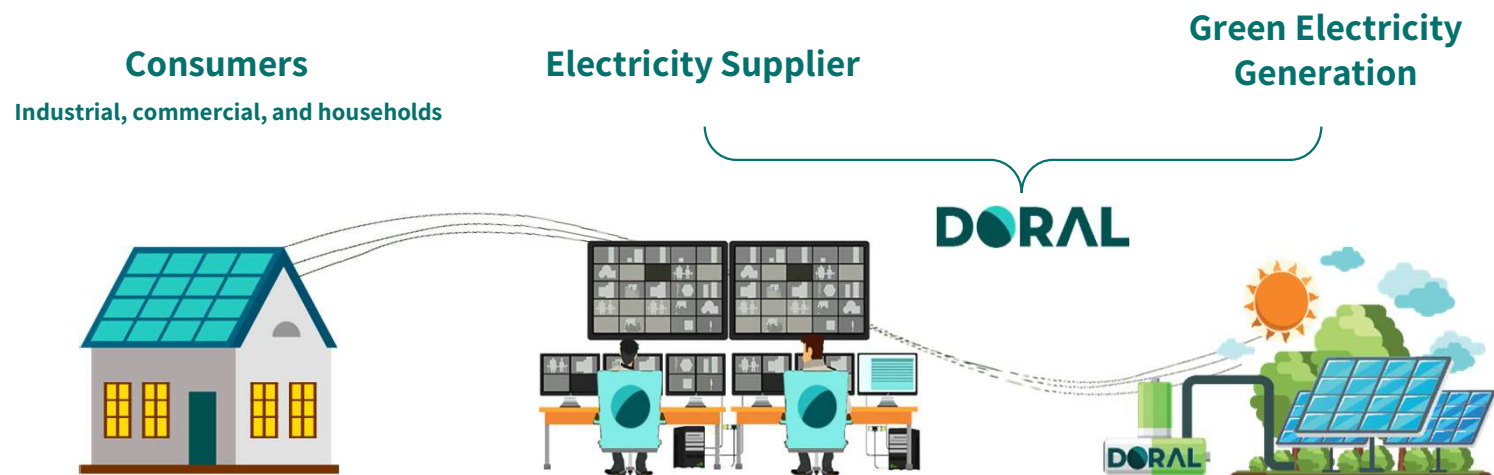 Consumers
Industrial, commercial, and households
Electricity Supplier
Green Electricity
Generation
DORAL
DORAL